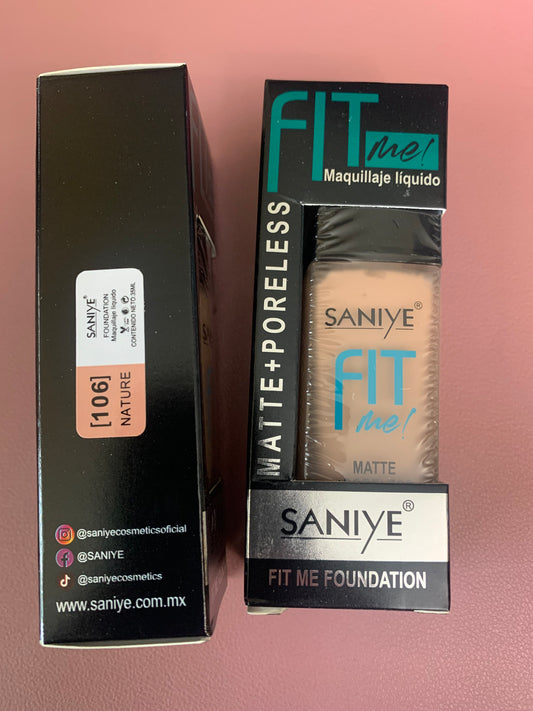 SANIYE®
FOUNDATION
Maquillaje líquido
CONTENIDO NETO:35ML
[106]
NATURE
@saniyecosmeticsoficial
@SANIYE
@saniyecosmetics
www.saniye.com.mx
FIT
me!
Maquillaje líquido
MATTE+PORELESS
SANIYE®
FIT
me!
MATTE
SANIYE®
FIT ME FOUNDATION